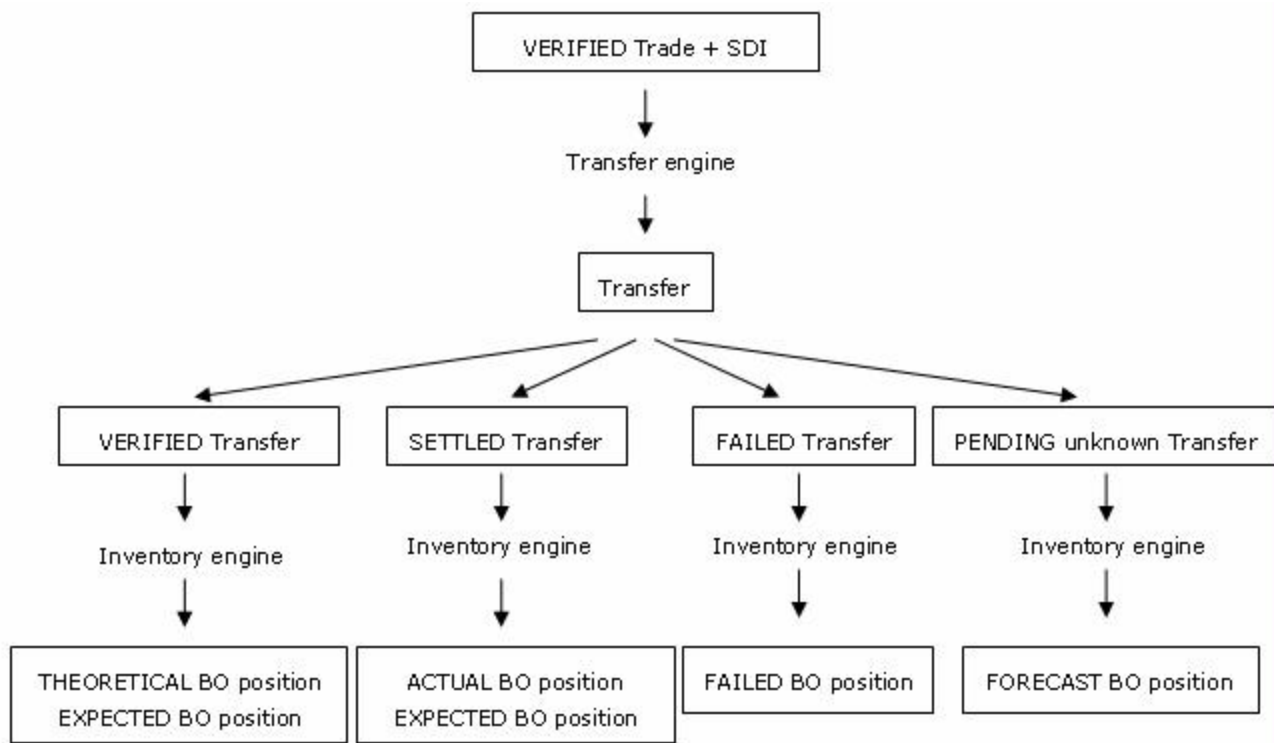 VERIFIED Trade + SDI
Transfer engine
Transfer
VERIFIED Transfer
SETTLED Transfer
FAILED Transfer
PENDING unknown Transfer
Inventory engine
Inventory engine
Inventory engine
Inventory engine
THEORETICAL BO position
EXPECTED BO position
ACTUAL BO position
EXPECTED BO position
FAILED BO position
FORECAST BO position